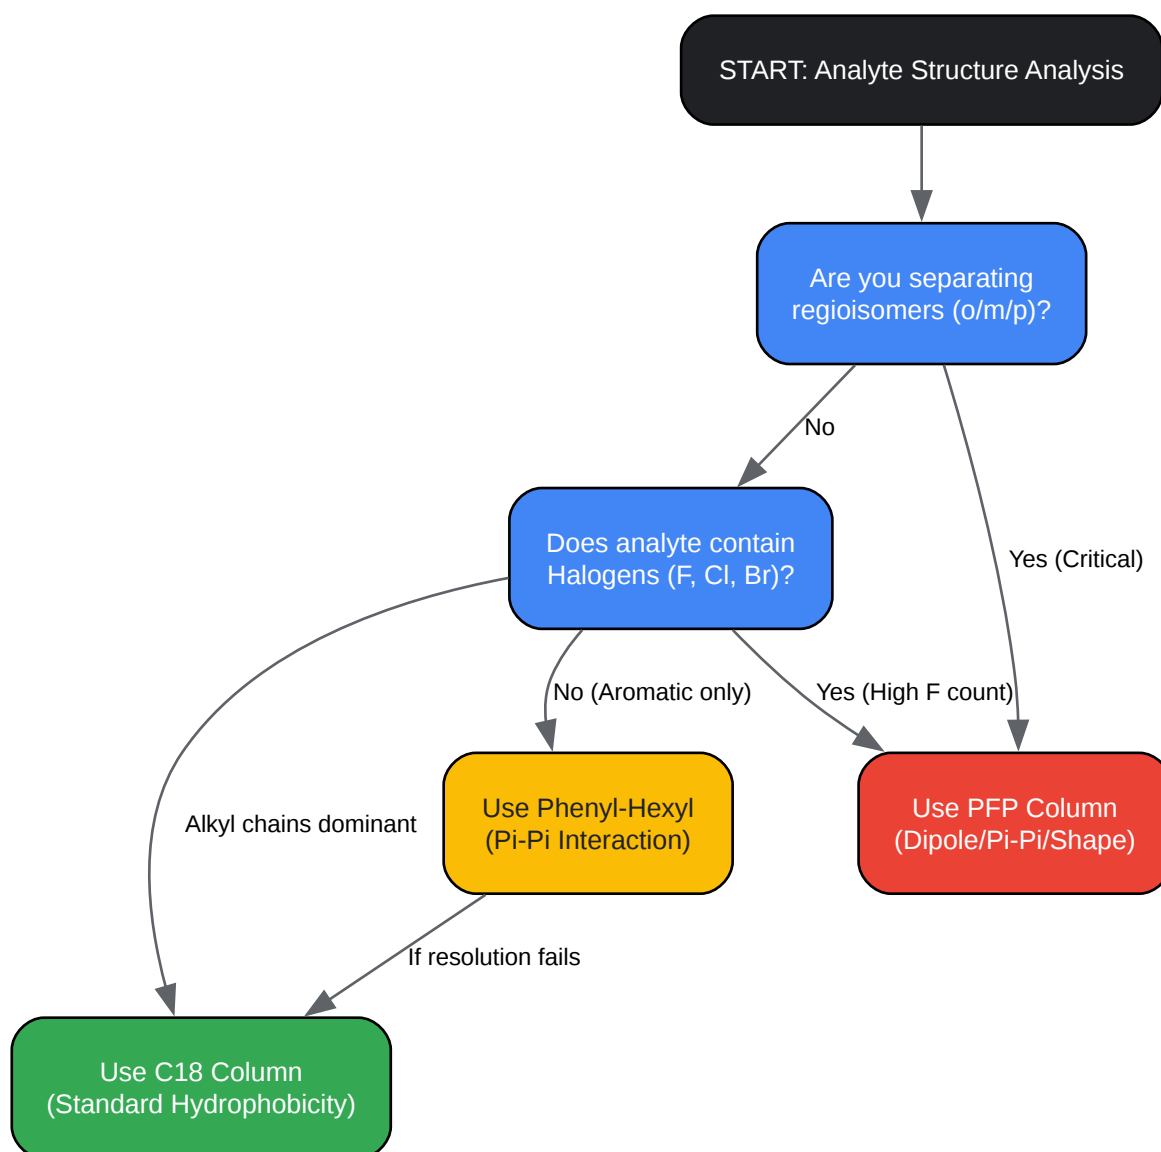 START: Analyte Structure Analysis
Are you separating
regioisomers (o/m/p)?
No
Yes (Critical)
Does analyte contain
Halogens (F, Cl, Br)?
No (Aromatic only)
Yes (High F count)
Alkyl chains dominant
Use Phenyl-Hexyl
(Pi-Pi Interaction)
Use PFP Column
(Dipole/Pi-Pi/Shape)
If resolution fails
Use C18 Column
(Standard Hydrophobicity)